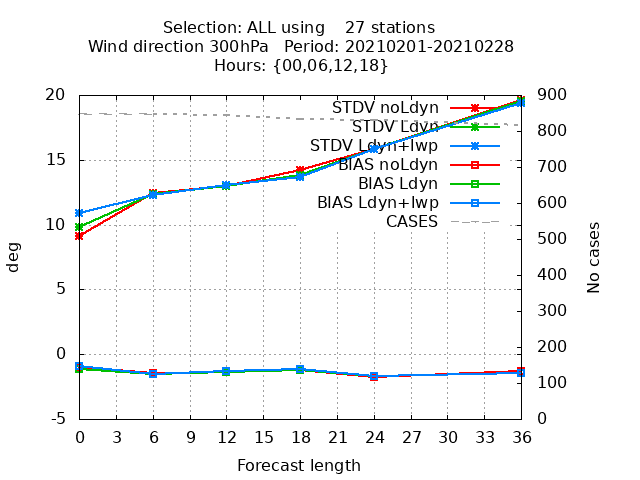 Selection: ALL using    27 stations
Wind direction 300hPa   Period: 20210201-20210228
Hours: {00,06,12,18}
20
15
10
5
0
-5
deg
900
800
700
600
500
400
300
200
100
0
No cases
STDV noLdyn
STDV Ldyn
STDV Ldyn+lwp
BIAS noLdyn
BIAS Ldyn
BIAS Ldyn+lwp
CASES
0 3 6 9 12 15 18 21 24 27 30 33 36
Forecast length